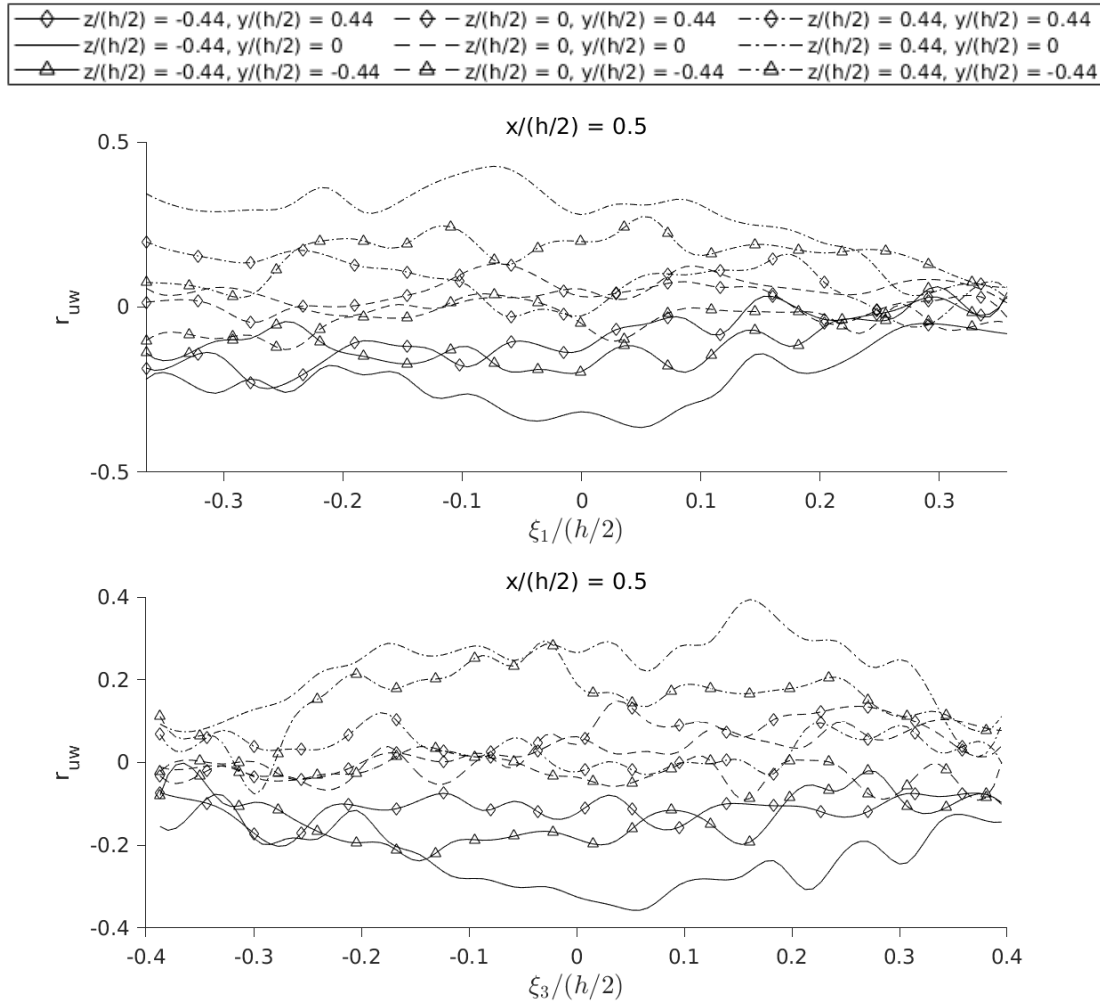 z/(h/2) = -0.44, y/(h/2) = 0.44 z/(h/2) = 0, y/(h/2) = 0.44 z/(h/2) = 0.44, y/(h/2) = 0.44
z/(h/2) = -0.44, y/(h/2) = 0 z/(h/2) = 0, y/(h/2) = 0 z/(h/2) = 0.44, y/(h/2) = 0
z/(h/2) = -0.44, y/(h/2) = -0.44 z/(h/2) = 0, y/(h/2) = -0.44 z/(h/2) = 0.44, y/(h/2) = -0.44
x/(h/2) = 0.5
0.5
0
-0.5
r_uw
-0.3 -0.2 -0.1 0 0.1 0.2 0.3
ξ₁/(h/2)
x/(h/2) = 0.5
0.4
0.2
0
-0.2
-0.4
r_uw
-0.4 -0.3 -0.2 -0.1 0 0.1 0.2 0.3 0.4
ξ₃/(h/2)